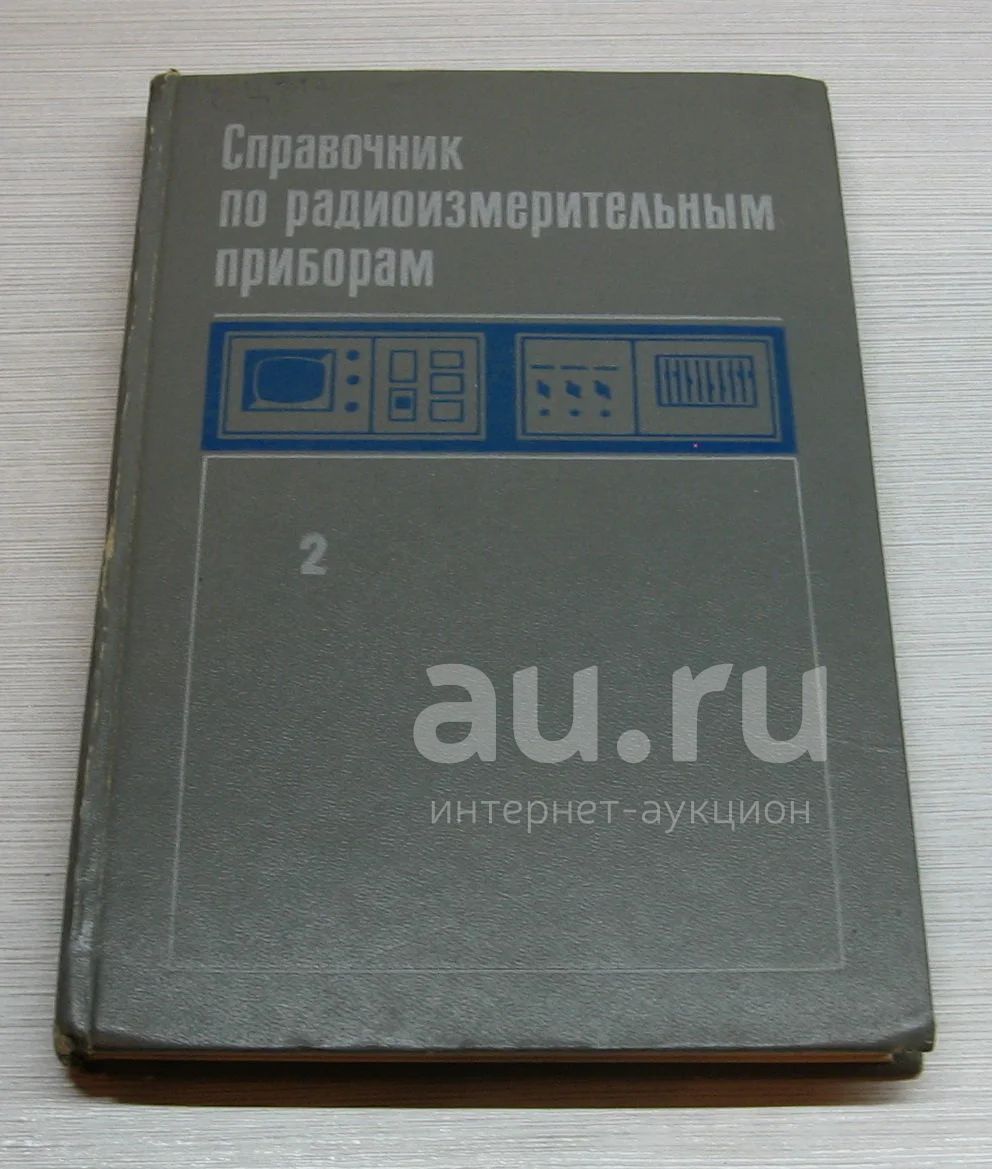 Справочник
по радиоизмерительным
приборам
2
au.ru
интернет-аукцион